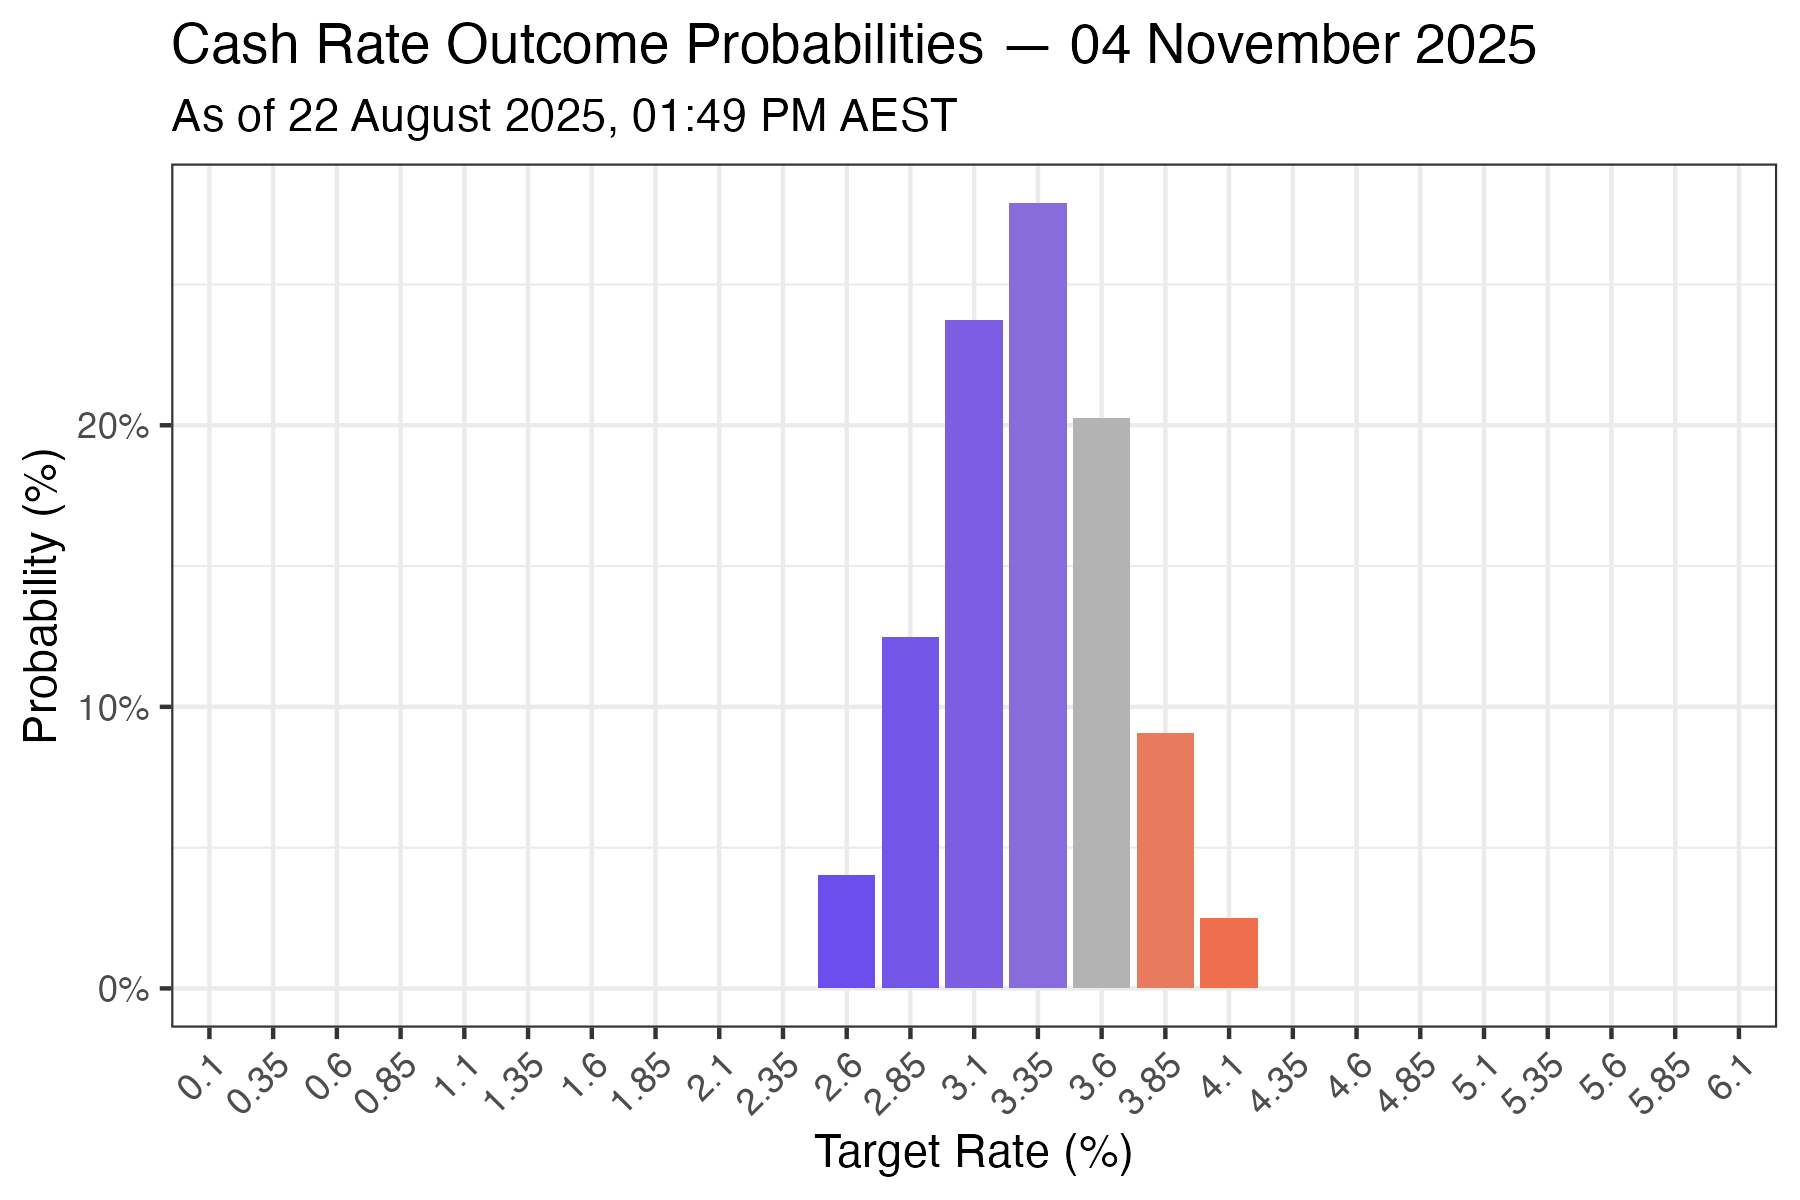 Cash Rate Outcome Probabilities — 04 November 2025
As of 22 August 2025, 01:49 PM AEST
Probability (%)
20%
10%
0%
0.1 0.35 0.6 0.85 1.1 1.35 1.6 1.85 2.1 2.35 2.6 2.85 3.1 3.35 3.6 3.85 4.1 4.35 4.6 4.85 5.1 5.35 5.6 5.85 6.1
Target Rate (%)